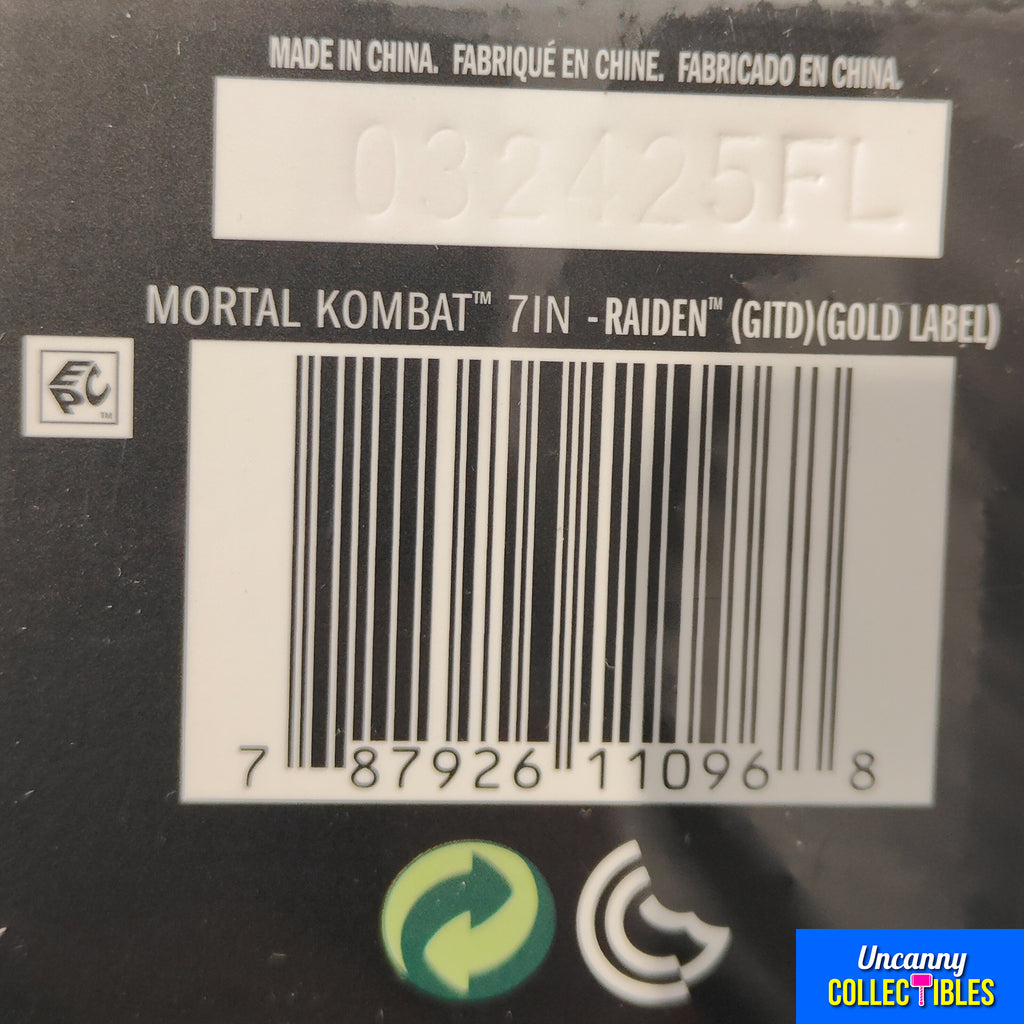 MADE IN CHINA. FABRIQUÉ EN CHINE. FABRICADO EN CHINA.
032425FL
MORTAL KOMBAT™ 7IN - RAIDEN™ (GITD)(GOLD LABEL)
EPC™
7 87926 11096 8
Uncanny
COLLECTIBLES